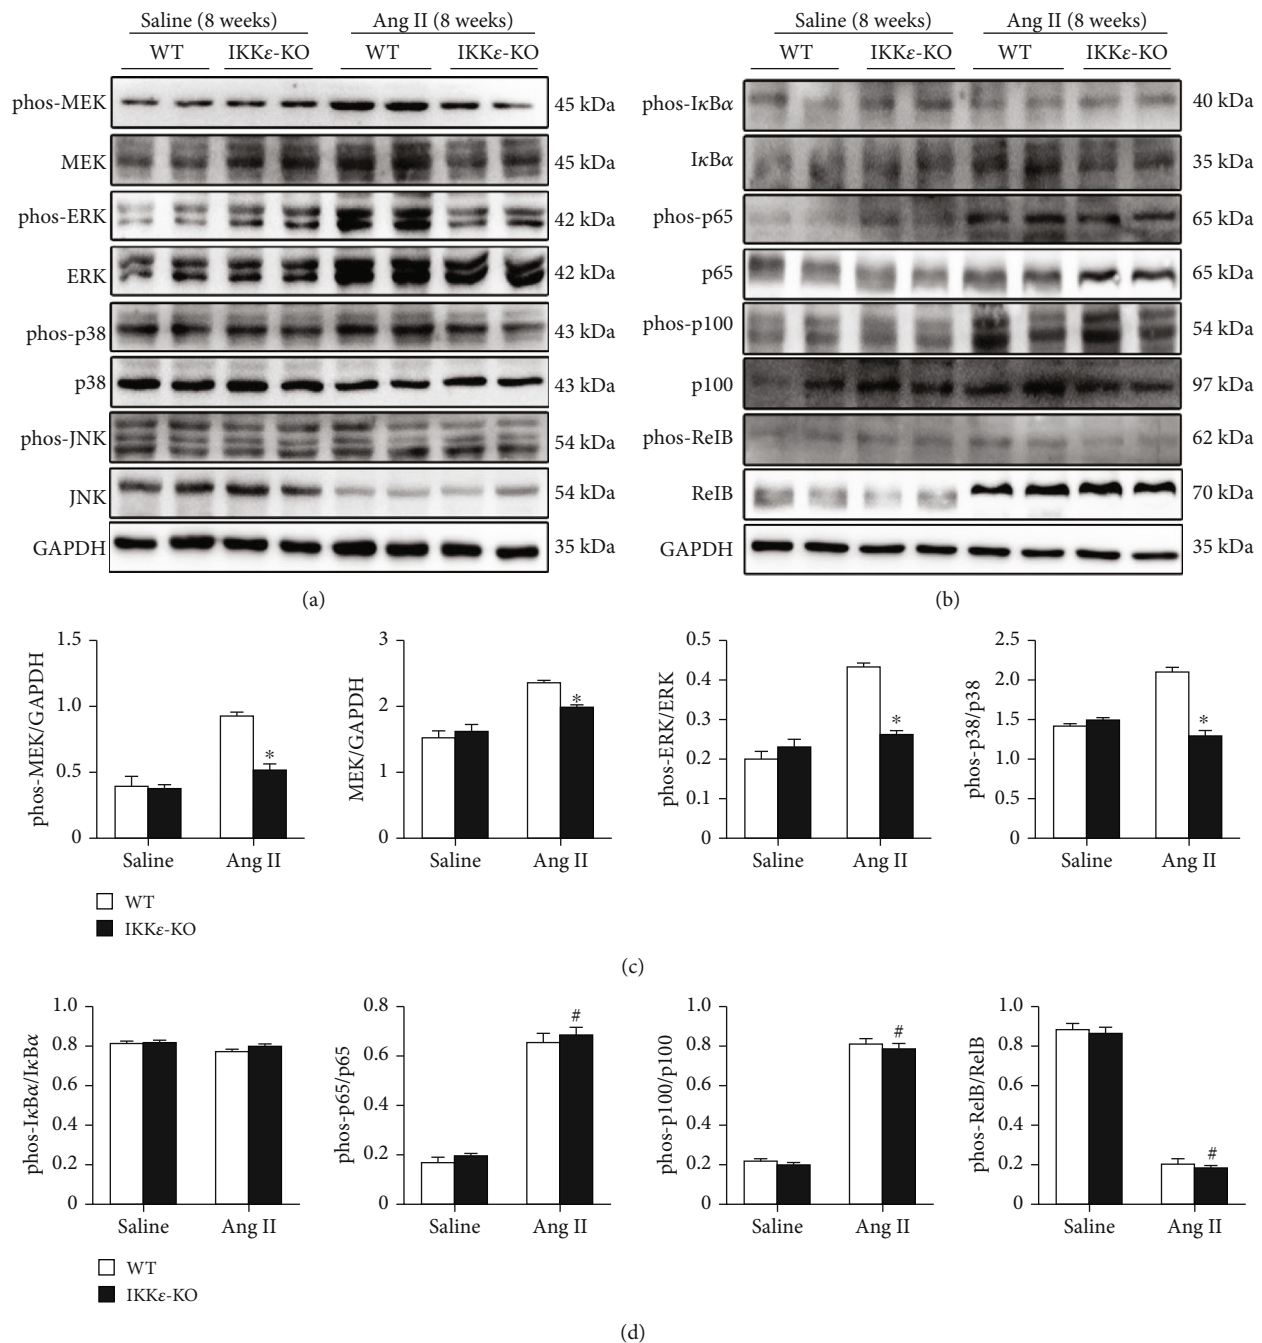 Saline (8 weeks) Ang II (8 weeks)
WT IKKε-KO WT IKKε-KO
phos-MEK 45 kDa
MEK 45 kDa
phos-ERK 42 kDa
ERK 42 kDa
phos-p38 43 kDa
p38 43 kDa
phos-JNK 54 kDa
JNK 54 kDa
GAPDH 35 kDa
(a)
Saline (8 weeks) Ang II (8 weeks)
WT IKKε-KO WT IKKε-KO
phos-IκBα 40 kDa
IκBα 35 kDa
phos-p65 65 kDa
p65 65 kDa
phos-p100 54 kDa
p100 97 kDa
phos-RelB 62 kDa
RelB 70 kDa
GAPDH 35 kDa
(b)
phos-MEK/GAPDH
1.5
1.0
0.5
0
*
Saline Ang II
MEK/GAPDH
3
2
1
0
*
Saline Ang II
phos-ERK/ERK
0.5
0.4
0.3
0.2
0.1
0
*
Saline Ang II
phos-p38/p38
2.5
2.0
1.5
1.0
0.5
0
*
Saline Ang II
WT
IKKε-KO
(c)
phos-IκBα/IκBα
1.0
0.8
0.6
0.4
0.2
0
Saline Ang II
phos-p65/p65
0.8
0.6
0.4
0.2
0
#
Saline Ang II
phos-p100/p100
1.0
0.8
0.6
0.4
0.2
0
#
Saline Ang II
phos-RelB/RelB
1.0
0.8
0.6
0.4
0.2
0
#
Saline Ang II
WT
IKKε-KO
(d)